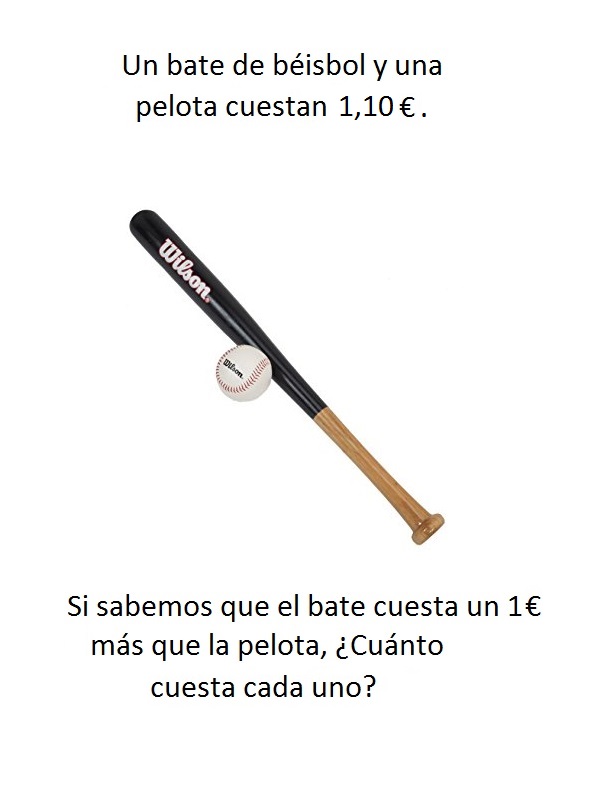 Un bate de béisbol y una
pelota cuestan 1,10 € .
Wilson.
Wilson.
Si sabemos que el bate cuesta un 1€
más que la pelota, ¿Cuánto
cuesta cada uno?